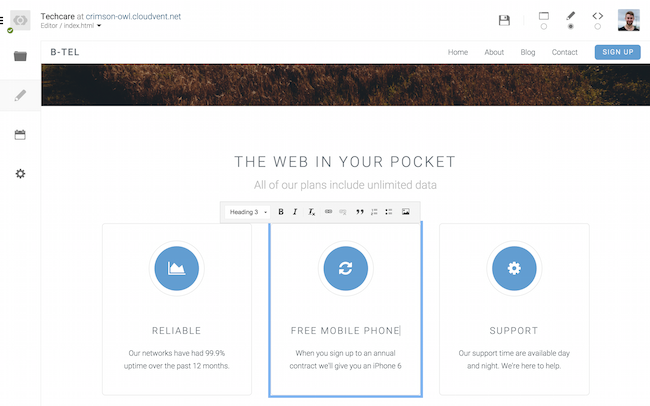 Techcare at crimson-owl.cloudvent.net
Editor / index.html
B-TEL
Home About Blog Contact SIGN UP
THE WEB IN YOUR POCKET
All of our plans include unlimited data
Heading 3 B I Tx
RELIABLE
Our networks have had 99.9%
uptime over the past 12 months.
FREE MOBILE PHONE
When you sign up to an annual
contract we'll give you an iPhone 6
SUPPORT
Our support time are available day
and night. We're here to help.